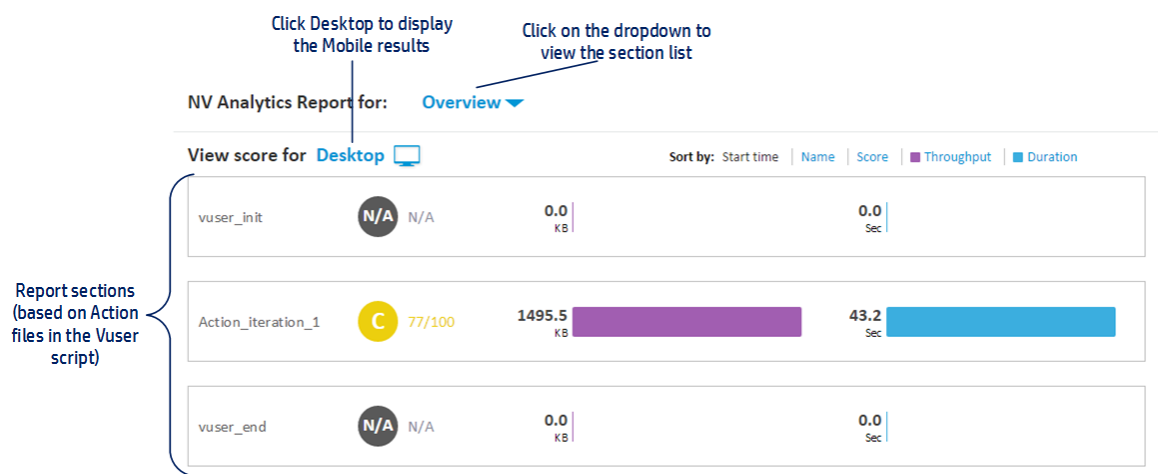 Click Desktop to display
the Mobile results
Click on the dropdown to
view the section list
NV Analytics Report for: Overview
View score for Desktop
Sort by: Start time Name Score Throughput Duration
vuser_init N/A N/A 0.0 KB 0.0 Sec
Report sections
(based on Action
files in the Vuser
script)
Action_iteration_1 C 77/100 1495.5 KB 43.2 Sec
vuser_end N/A N/A 0.0 KB 0.0 Sec